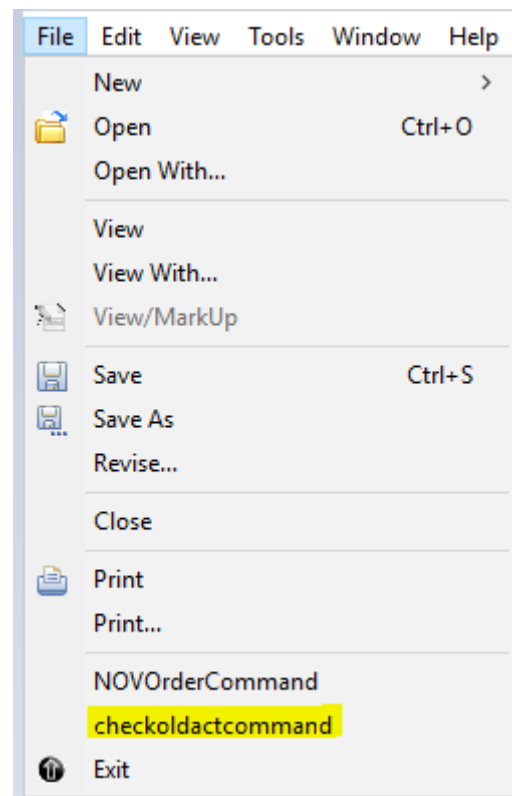 File Edit View Tools Window Help
New >
Open Ctrl+O
Open With...
View
View With...
View/MarkUp
Save Ctrl+S
Save As
Revise...
Close
Print
Print...
NOVOrderCommand
checkoldactcommand
Exit